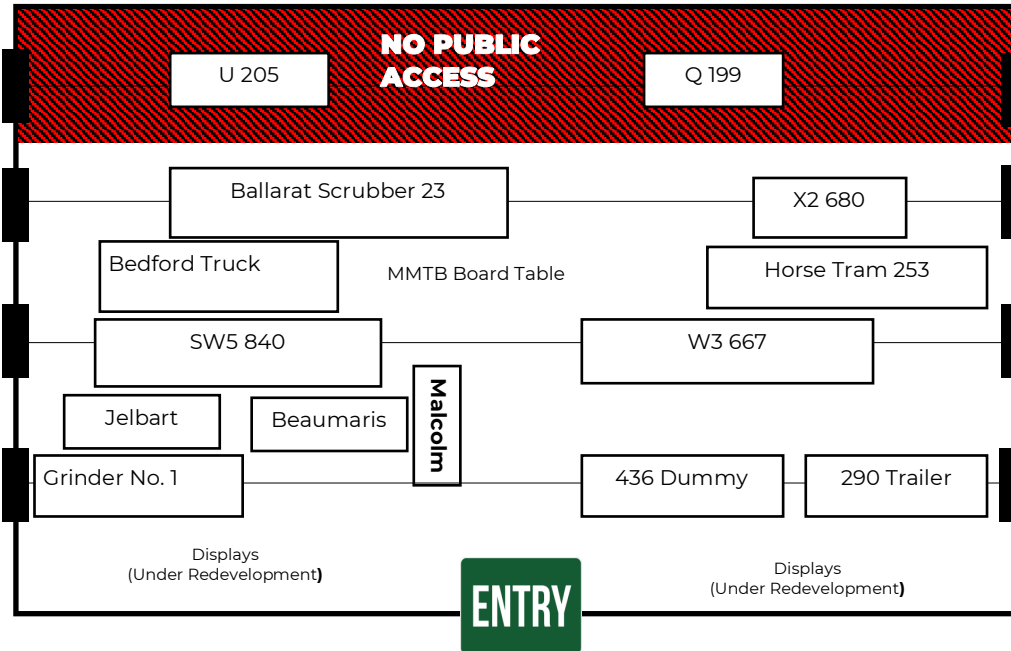 NO PUBLIC
ACCESS
U 205
Q 199
Ballarat Scrubber 23
X2 680
Bedford Truck
MMTB Board Table
Horse Tram 253
SW5 840
W3 667
Malcolm
Jelbart
Beaumaris
Grinder No. 1
436 Dummy
290 Trailer
Displays
(Under Redevelopment)
Displays
(Under Redevelopment)
ENTRY